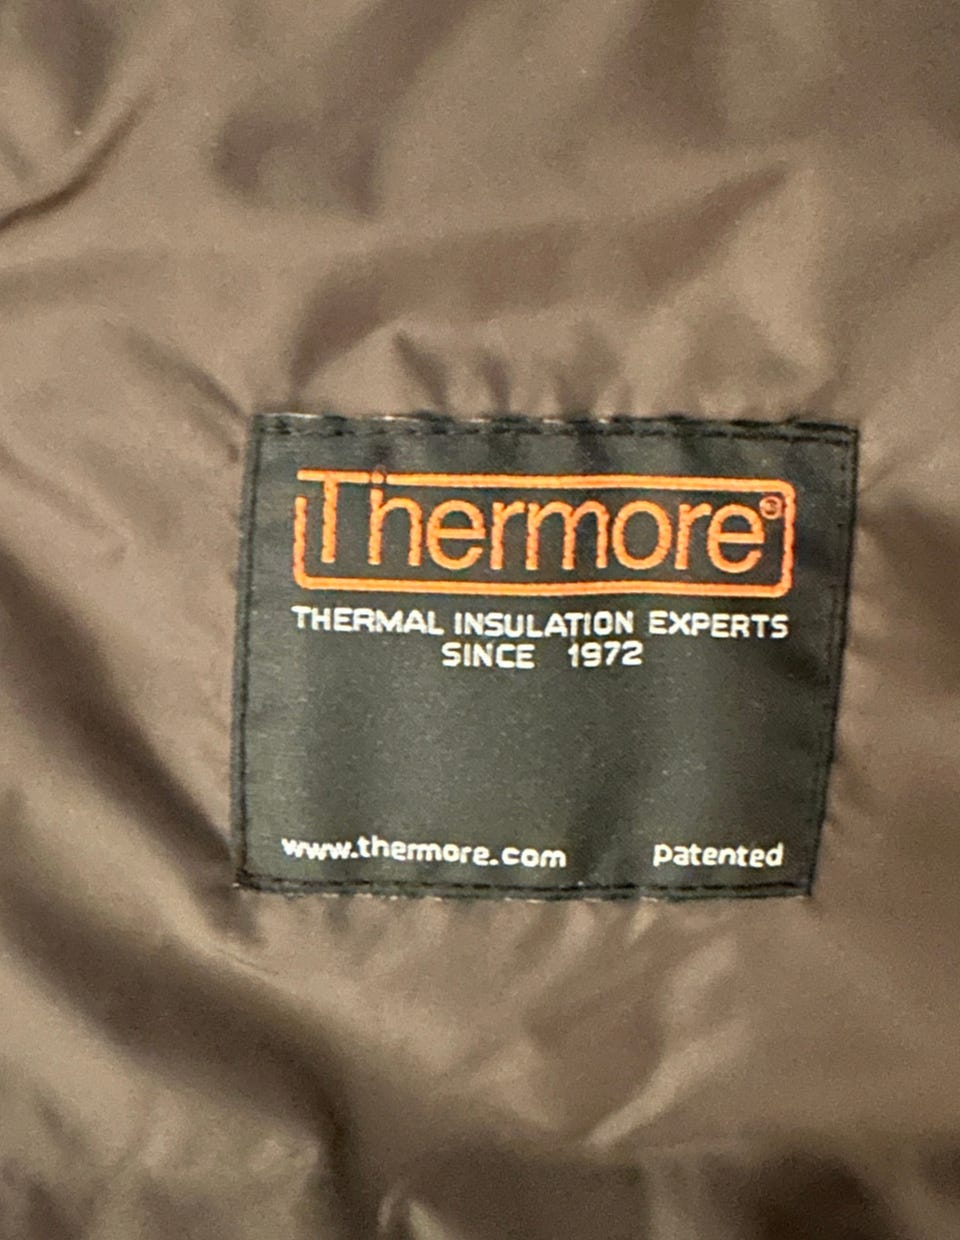 Thermore®
THERMAL INSULATION EXPERTS
SINCE 1972
www.thermore.com patented